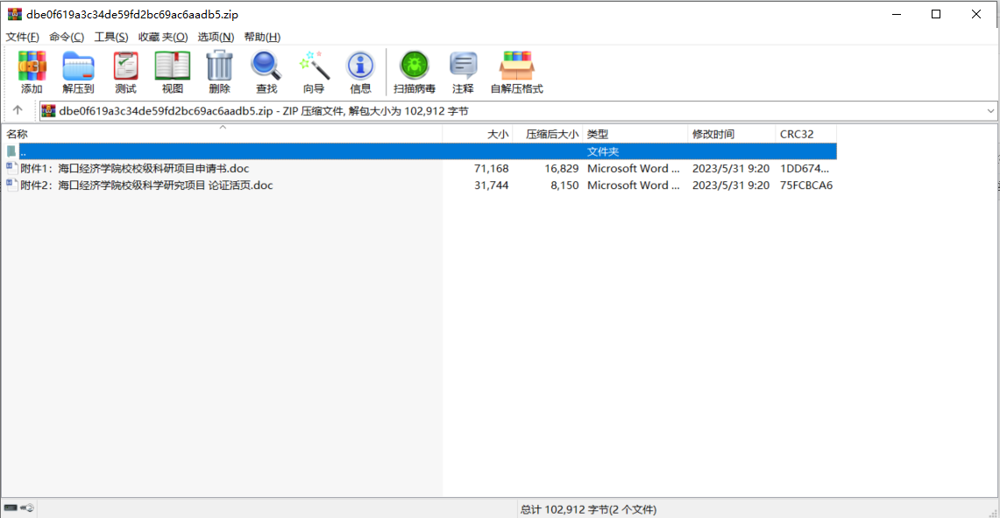 dbe0f619a3c34de59fd2bc69ac6aadb5.zip
文件(F) 命令(C) 工具(S) 收藏 夹(O) 选项(N) 帮助(H)
添加 解压到 测试 视图 删除 查找 向导 信息 扫描病毒 注释 自解压格式
dbe0f619a3c34de59fd2bc69ac6aadb5.zip - ZIP 压缩文件, 解包大小为 102,912 字节
名称 大小 压缩后大小 类型 修改时间 CRC32
.. 文件夹
附件1：海口经济学院校校级科研项目申请书.doc 71,168 16,829 Microsoft Word ... 2023/5/31 9:20 1DD674...
附件2：海口经济学院校级科学研究项目 论证活页.doc 31,744 8,150 Microsoft Word ... 2023/5/31 9:20 75FCBCA6
总计 102,912 字节(2 个文件)